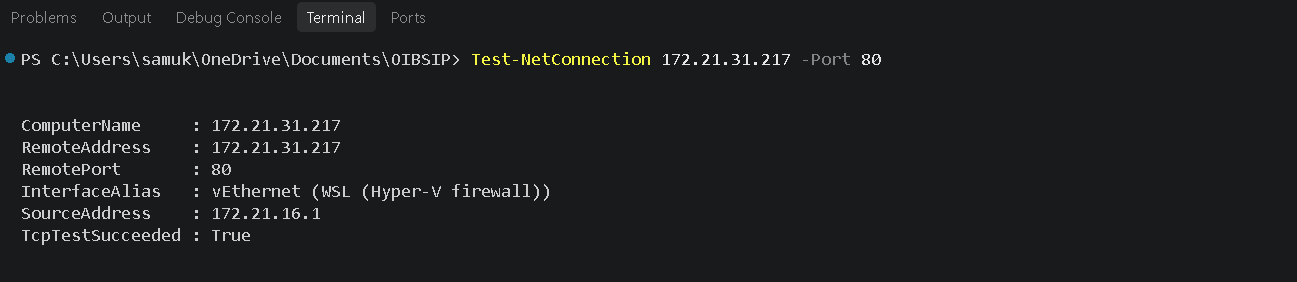 Problems Output Debug Console Terminal Ports
PS C:\Users\samuk\OneDrive\Documents\OIBSIP> Test-NetConnection 172.21.31.217 -Port 80
ComputerName : 172.21.31.217
RemoteAddress : 172.21.31.217
RemotePort : 80
InterfaceAlias : vEthernet (WSL (Hyper-V firewall))
SourceAddress : 172.21.16.1
TcpTestSucceeded : True